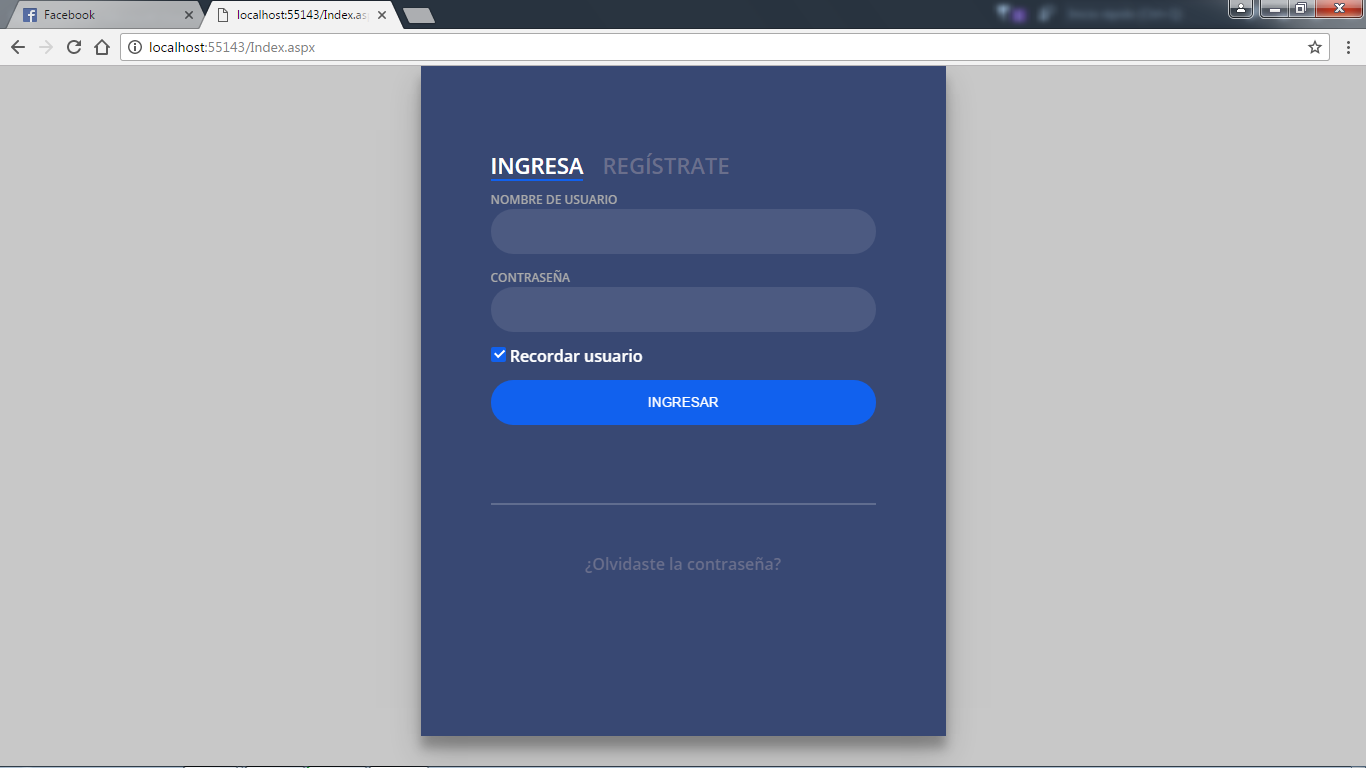 Facebook
localhost:55143/Index.as
localhost:55143/Index.aspx
INGRESA REGÍSTRATE
NOMBRE DE USUARIO
CONTRASEÑA
Recordar usuario
INGRESAR
¿Olvidaste la contraseña?